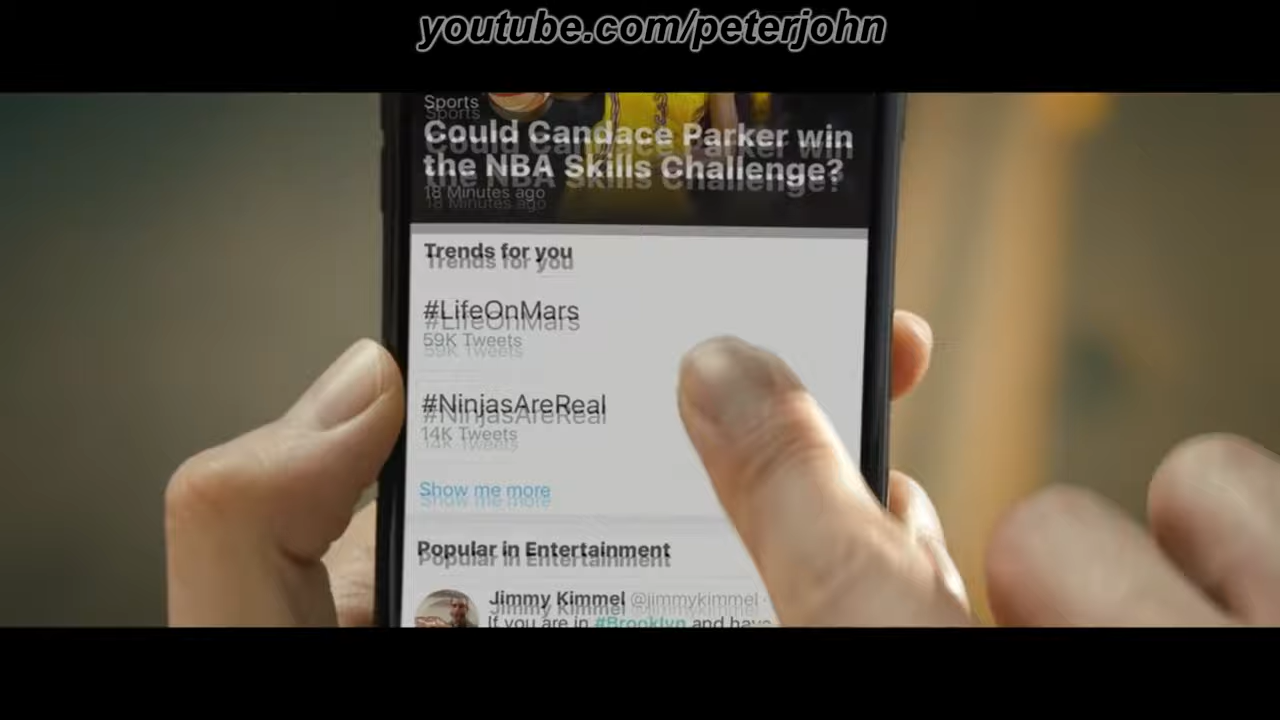 youtube.com/peterjohn
Sports
Could Candace Parker win
the NBA Skills Challenge?
18 Minutes ago
Trends for you
#LifeOnMars
59K Tweets
#NinjasAreReal
14K Tweets
Show me more
Popular in Entertainment
Jimmy Kimmel @jimmykimmel ·
If you are in #Brooklyn and have